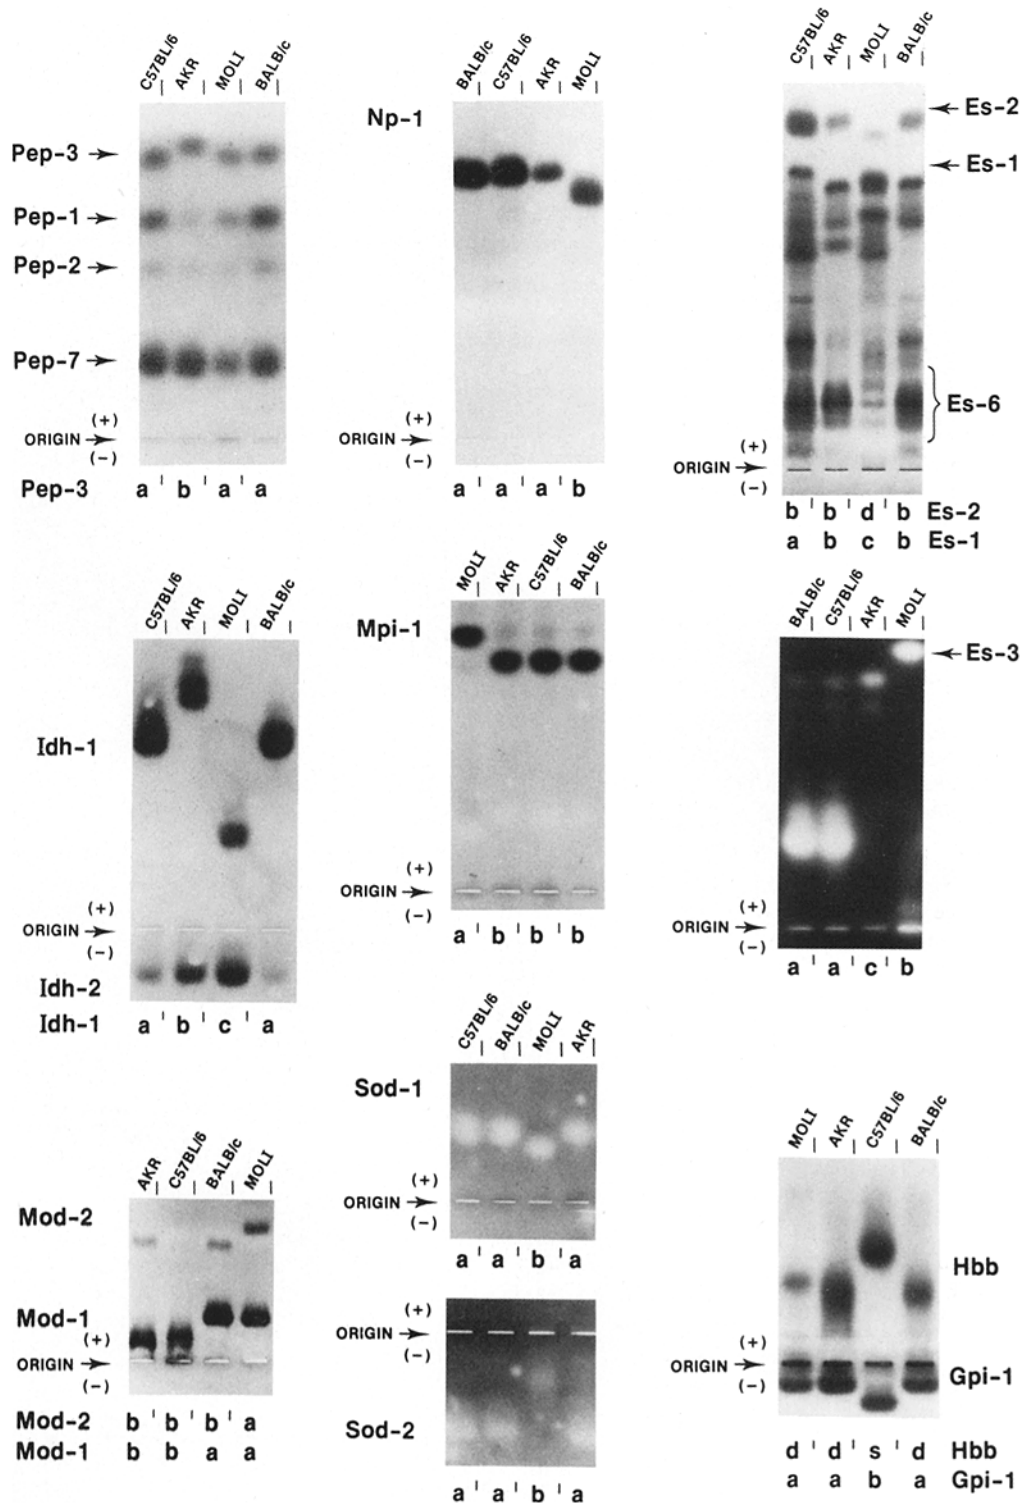 C57BL/6 AKR MOLI BALB/c
Pep-3
Pep-1
Pep-2
Pep-7
(+)
ORIGIN
(-)
Pep-3 a b a a
BALB/c C57BL/6 AKR MOLI
Np-1
(+)
ORIGIN
(-)
a a a b
C57BL/6 AKR MOLI BALB/c
Es-2
Es-1
Es-6
(+)
ORIGIN
(-)
b b d b Es-2
a b c b Es-1
C57BL/6 AKR MOLI BALB/c
Idh-1
(+)
ORIGIN
(-)
Idh-2
Idh-1 a b c a
MOLI AKR C57BL/6 BALB/c
Mpi-1
(+)
ORIGIN
(-)
a b b b
BALB/c C57BL/6 AKR MOLI
Es-3
(+)
ORIGIN
(-)
a a c b
AKR C57BL/6 BALB/c MOLI
Mod-2
Mod-1
(+)
ORIGIN
(-)
Mod-2 b b b a
Mod-1 b b a a
C57BL/6 BALB/c MOLI AKR
Sod-1
(+)
ORIGIN
(-)
a a b a
(+)
ORIGIN
(-)
Sod-2
a a b a
MOLI AKR C57BL/6 BALB/c
Hbb
(+)
ORIGIN
(-)
Gpi-1
d d s d Hbb
a a b a Gpi-1